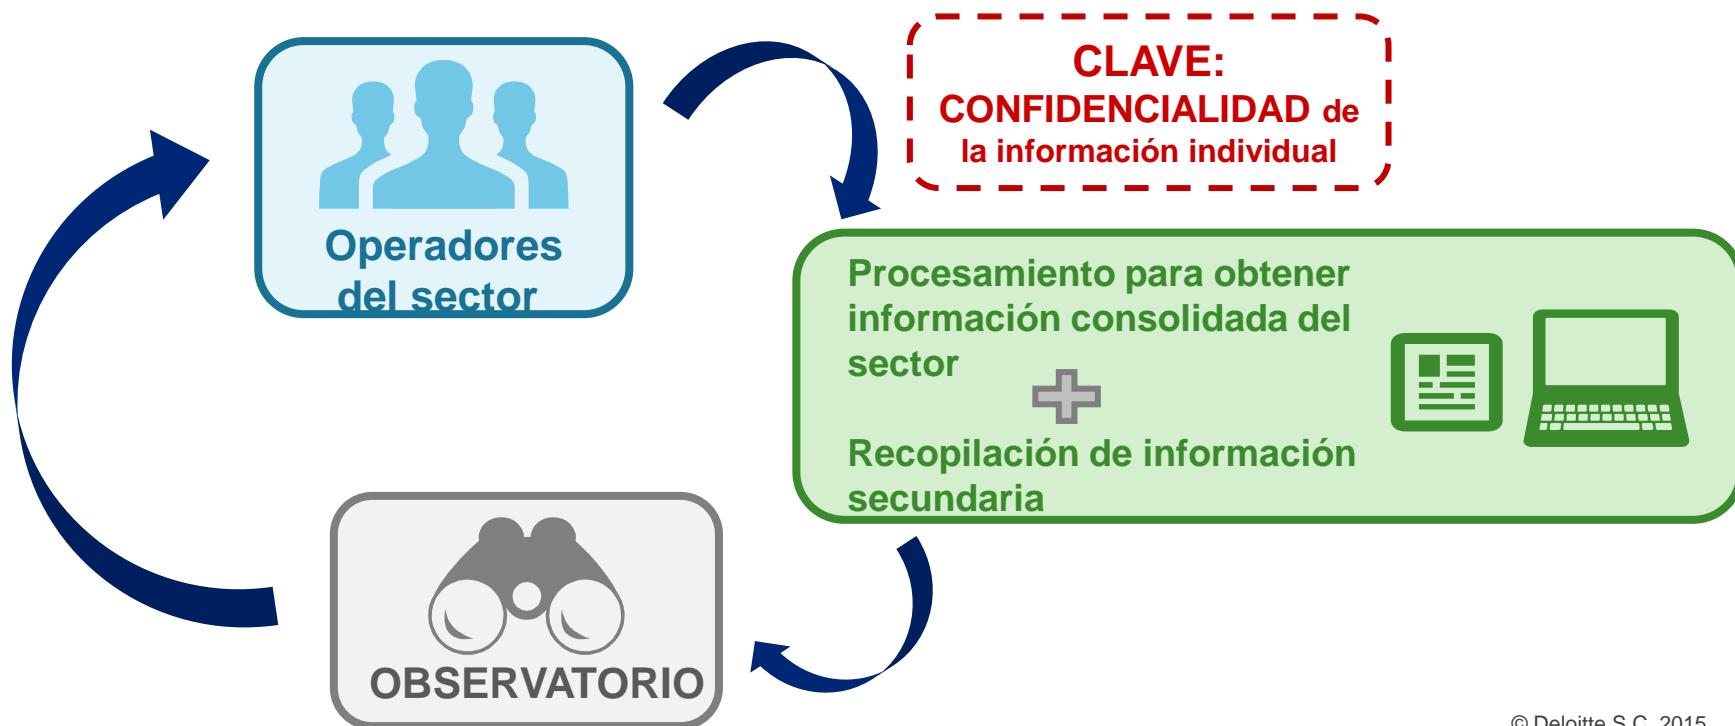 CLAVE:
CONFIDENCIALIDAD de
la información individual
Operadores
del sector
Procesamiento para obtener
información consolidada del
sector
Recopilación de información
secundaria
OBSERVATORIO
© Deloitte S.C. 2015